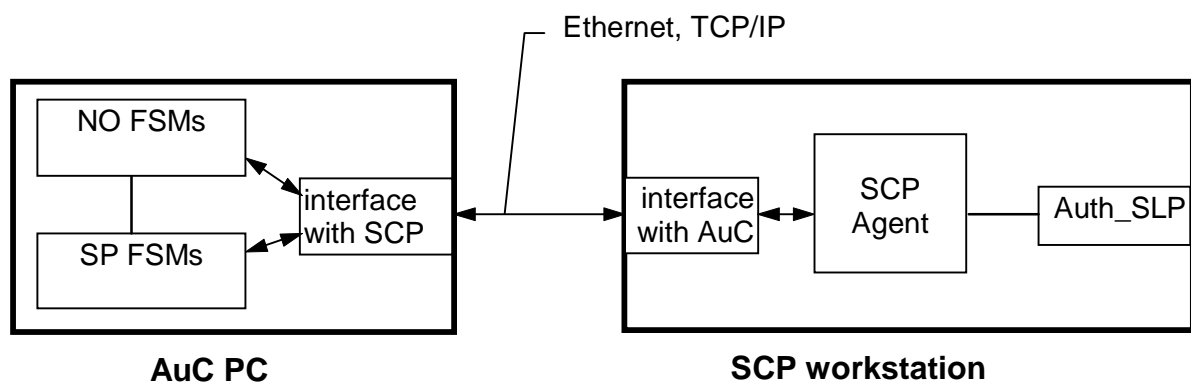 Ethernet, TCP/IP
NO FSMs
SP FSMs
interface
with SCP
interface
with AuC
SCP
Agent
Auth_SLP
AuC PC
SCP workstation